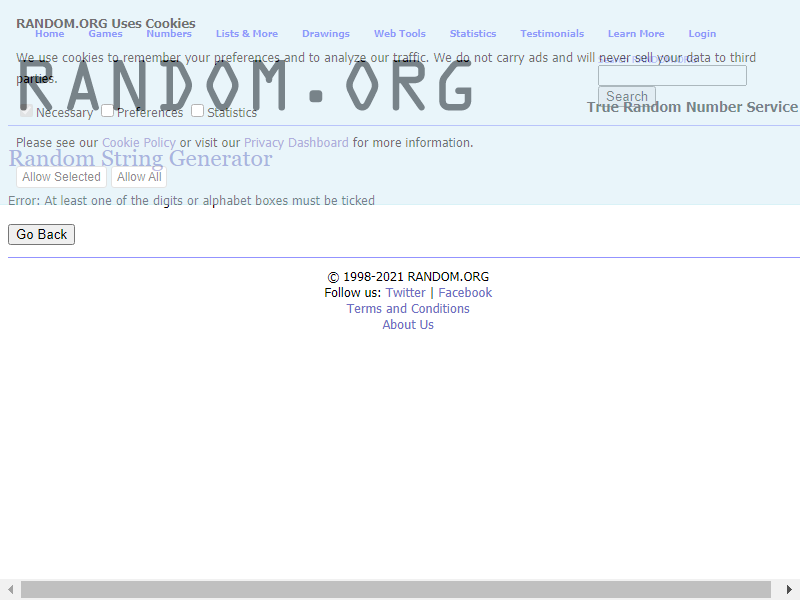 RANDOM.ORG Uses Cookies
Home Games Numbers Lists & More Drawings Web Tools Statistics Testimonials Learn More Login
We use cookies to remember your preferences and to analyze our traffic. We do not carry ads and will never sell your data to third
parties.
RANDOM.ORG
Search
True Random Number Service
Necessary Preferences Statistics
Please see our Cookie Policy or visit our Privacy Dashboard for more information.
Random String Generator
Allow Selected Allow All
Error: At least one of the digits or alphabet boxes must be ticked
Go Back
© 1998-2021 RANDOM.ORG
Follow us: Twitter | Facebook
Terms and Conditions
About Us